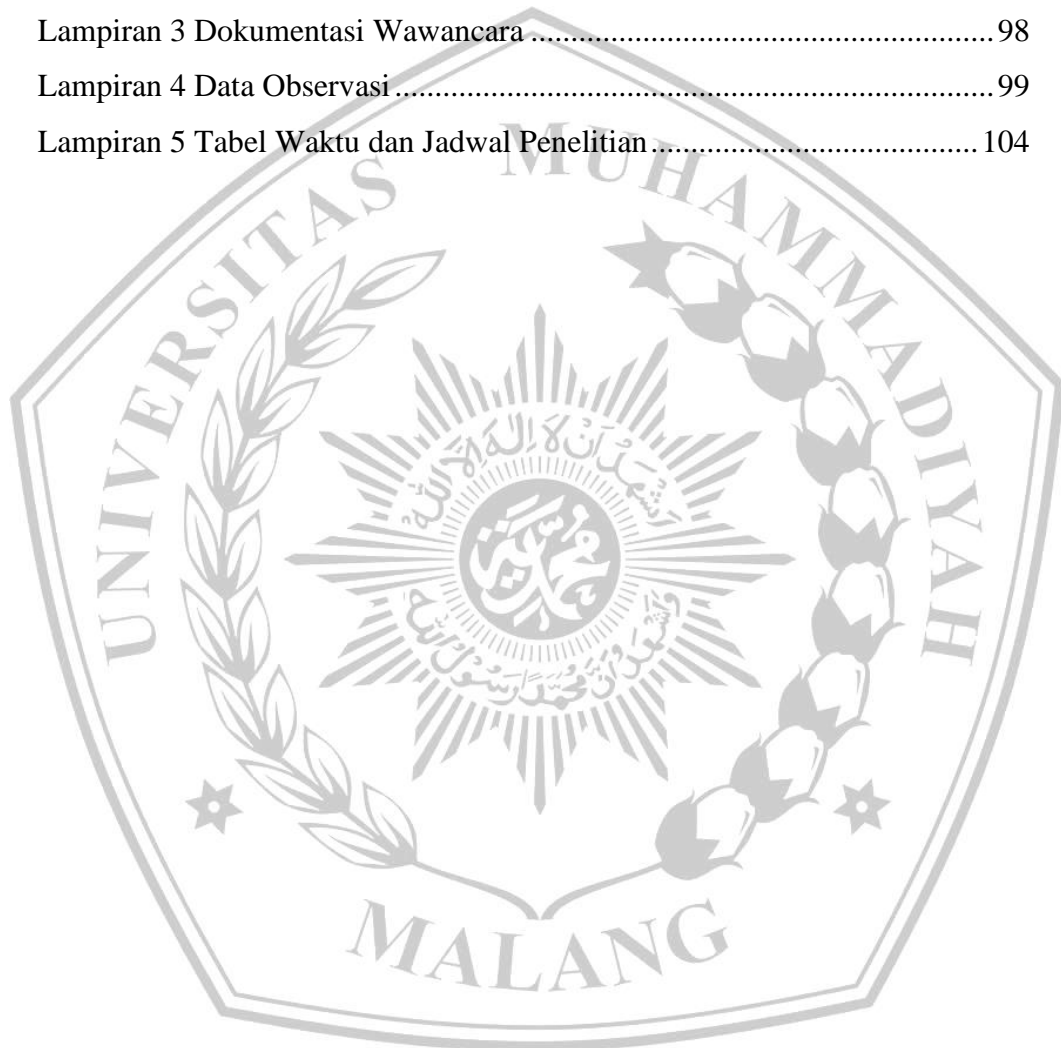 Lampiran 3 Dokumentasi Wawancara ........................................................... 98
Lampiran 4 Data Observasi ............................................................................ 99
Lampiran 5 Tabel Waktu dan Jadwal Penelitian .......................................... 104
UNIVERSITAS MUHAMMADIYAH
MALANG